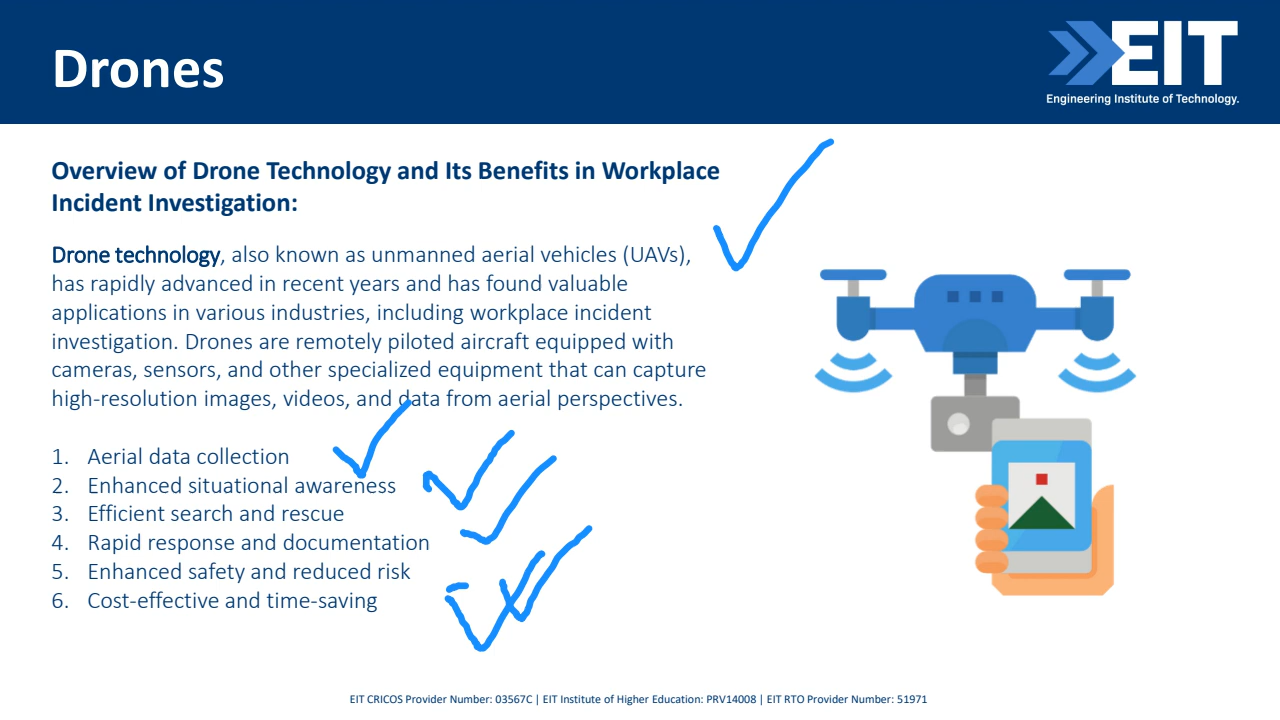 Drones
EIT
Engineering Institute of Technology.
Overview of Drone Technology and Its Benefits in Workplace
Incident Investigation:
Drone technology, also known as unmanned aerial vehicles (UAVs),
has rapidly advanced in recent years and has found valuable
applications in various industries, including workplace incident
investigation. Drones are remotely piloted aircraft equipped with
cameras, sensors, and other specialized equipment that can capture
high-resolution images, videos, and data from aerial perspectives.
1. Aerial data collection
2. Enhanced situational awareness
3. Efficient search and rescue
4. Rapid response and documentation
5. Enhanced safety and reduced risk
6. Cost-effective and time-saving
EIT CRICOS Provider Number: 03567C | EIT Institute of Higher Education: PRV14008 | EIT RTO Provider Number: 51971